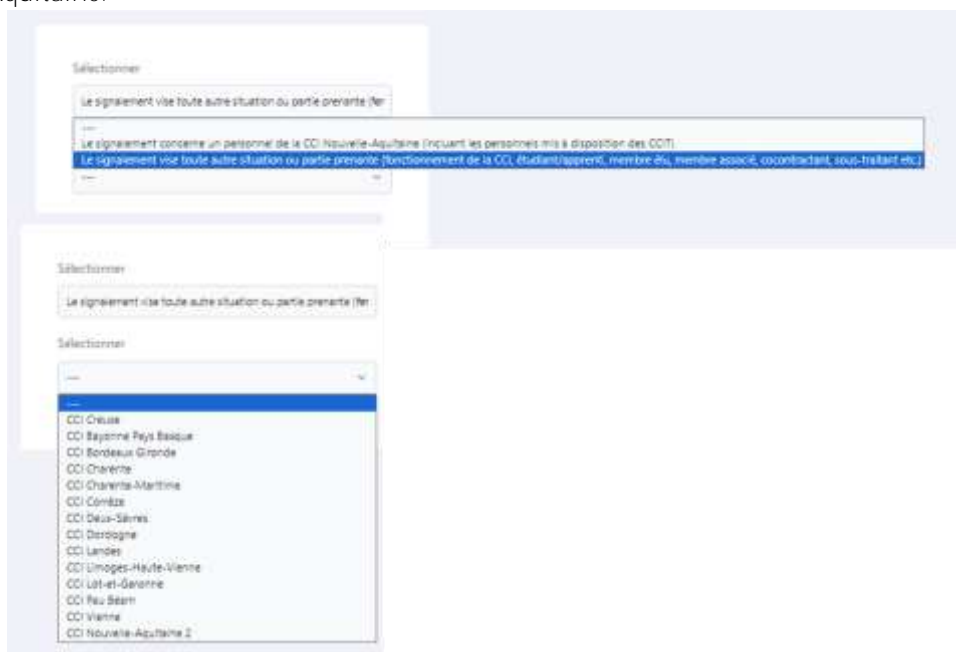 Sélectionner
Le signalement vise toute autre situation ou partie prenante (fon
---
Le signalement concerne un personnel de la CCI Nouvelle-Aquitaine (incluant les personnels mis à disposition des CCIT)
Le signalement vise toute autre situation ou partie prenante (fonctionnement de la CCI, étudiant/apprenti, membre élu, membre associé, cocontractant, sous-traitant etc.)
---
Sélectionner
Le signalement vise toute autre situation ou partie prenante (fon
Sélectionner
---
---
CCI Creuse
CCI Bayonne Pays Basque
CCI Bordeaux Gironde
CCI Charente
CCI Charente-Maritime
CCI Corrèze
CCI Deux-Sèvres
CCI Dordogne
CCI Landes
CCI Limoges-Haute-Vienne
CCI Lot-et-Garonne
CCI Pau Béarn
CCI Vienne
CCI Nouvelle-Aquitaine 2